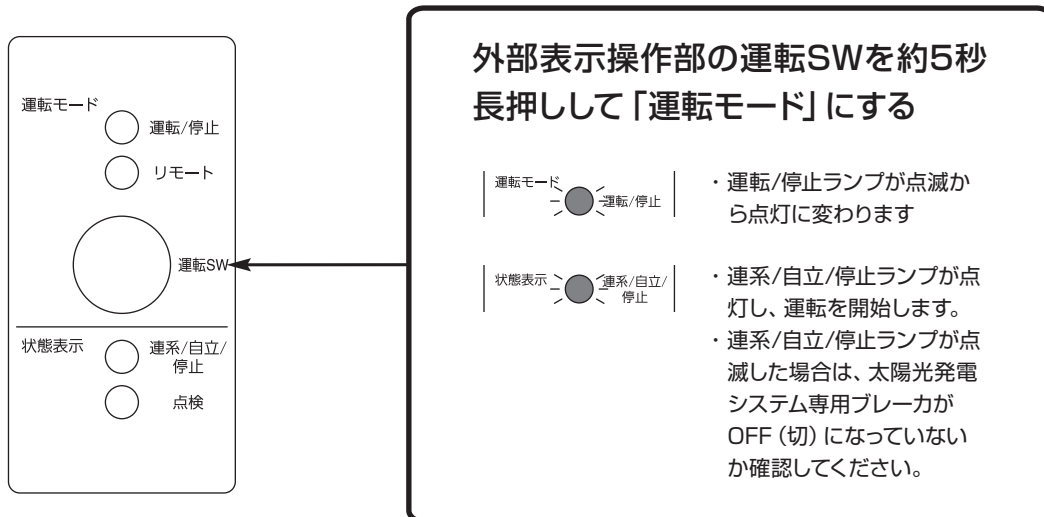 運転モード
運転/停止
リモート
運転SW
状態表示
連系/自立/
停止
点検
外部表示操作部の運転SWを約5秒
長押しして「運転モード」にする
運転モード
運転/停止
・運転/停止ランプが点滅か
ら点灯に変わります
状態表示
連系/自立/
停止
・連系/自立/停止ランプが点
灯し、運転を開始します。
・連系/自立/停止ランプが点
滅した場合は、太陽光発電
システム専用ブレーカが
OFF（切）になっていない
か確認してください。